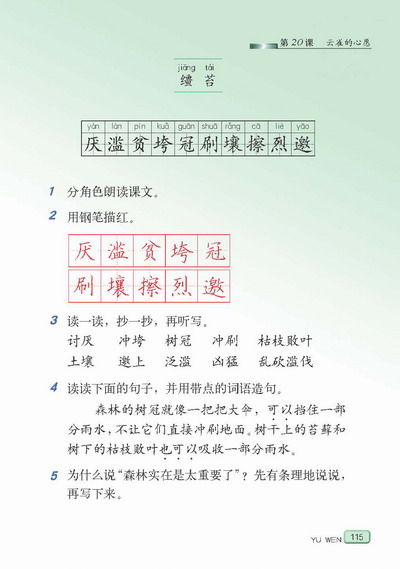 第20课 云雀的心愿
jiāng tái
缰 苔
yàn làn pín kuǎ guān shuā rǎng cā liè yāo
厌 滥 贫 垮 冠 刷 壤 擦 烈 邀
1 分角色朗读课文。
2 用钢笔描红。
厌 滥 贫 垮 冠
刷 壤 擦 烈 邀
3 读一读，抄一抄，再听写。
讨厌 冲垮 树冠 冲刷 枯枝败叶
土壤 邀上 泛滥 凶猛 乱砍滥伐
4 读读下面的句子，并用带点的词语造句。
森林的树冠就像一把把大伞，可以挡住一部
分雨水，不让它们直接冲刷地面。树干上的苔藓和
树下的枯枝败叶也可以吸收一部分雨水。
5 为什么说“森林实在是太重要了”？先有条理地说说，
再写下来。
YU WEN 115